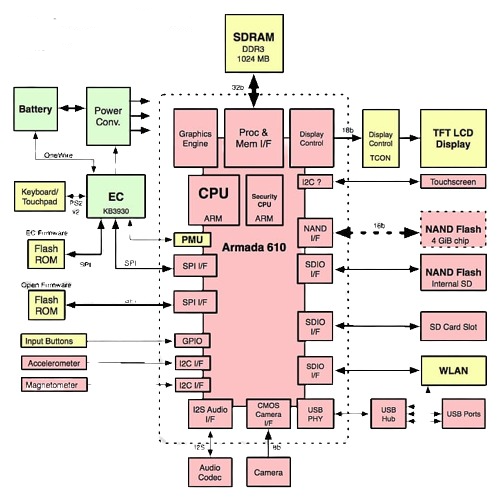 SDRAM
DDR3
1024 MB
32b
Battery
Power
Conv.
Graphics
Engine
Proc &
Mem I/F
Display
Control
18b
Display
Control
TCON
TFT LCD
Display
OneWire
I2C ?
Touchscreen
Keyboard/
Touchpad
PS2
v2
EC
KB3930
CPU
ARM
Security
CPU
ARM
NAND
I/F
16b
NAND Flash
4 GiB chip
EC Firmware
Flash
ROM
SPI
SPI
PMU
Armada 610
SPI I/F
SDIO
I/F
NAND Flash
Internal SD
Open Firmware
Flash
ROM
SPI I/F
SDIO
I/F
SD Card Slot
Input Buttons
GPIO
Accelerometer
I2C I/F
SDIO
I/F
WLAN
Magnetometer
I2C I/F
I2S Audio
I/F
CMOS
Camera
I/F
USB
PHY
USB
Hub
USB Ports
I2S
8b
Audio
Codec
Camera